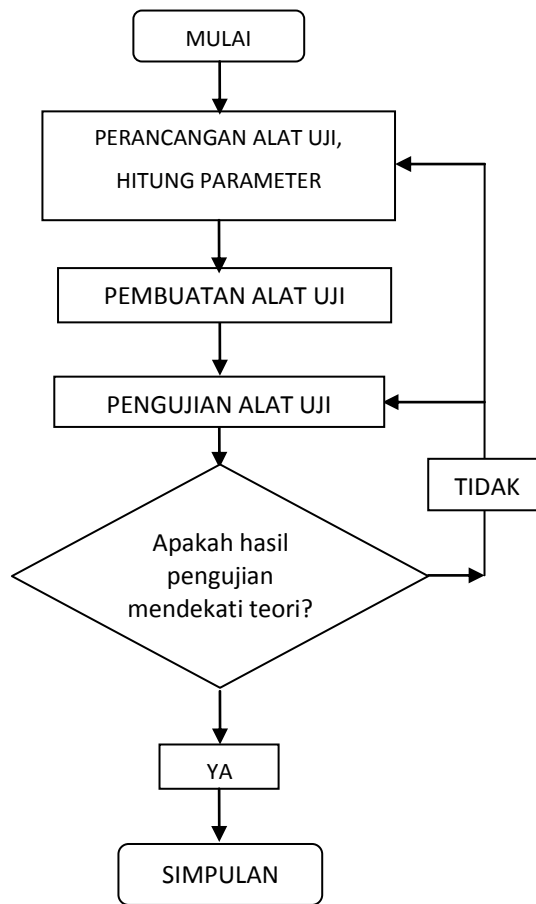 MULAI
PERANCANGAN ALAT UJI,
HITUNG PARAMETER
PEMBUATAN ALAT UJI
PENGUJIAN ALAT UJI
TIDAK
Apakah hasil
pengujian
mendekati teori?
YA
SIMPULAN